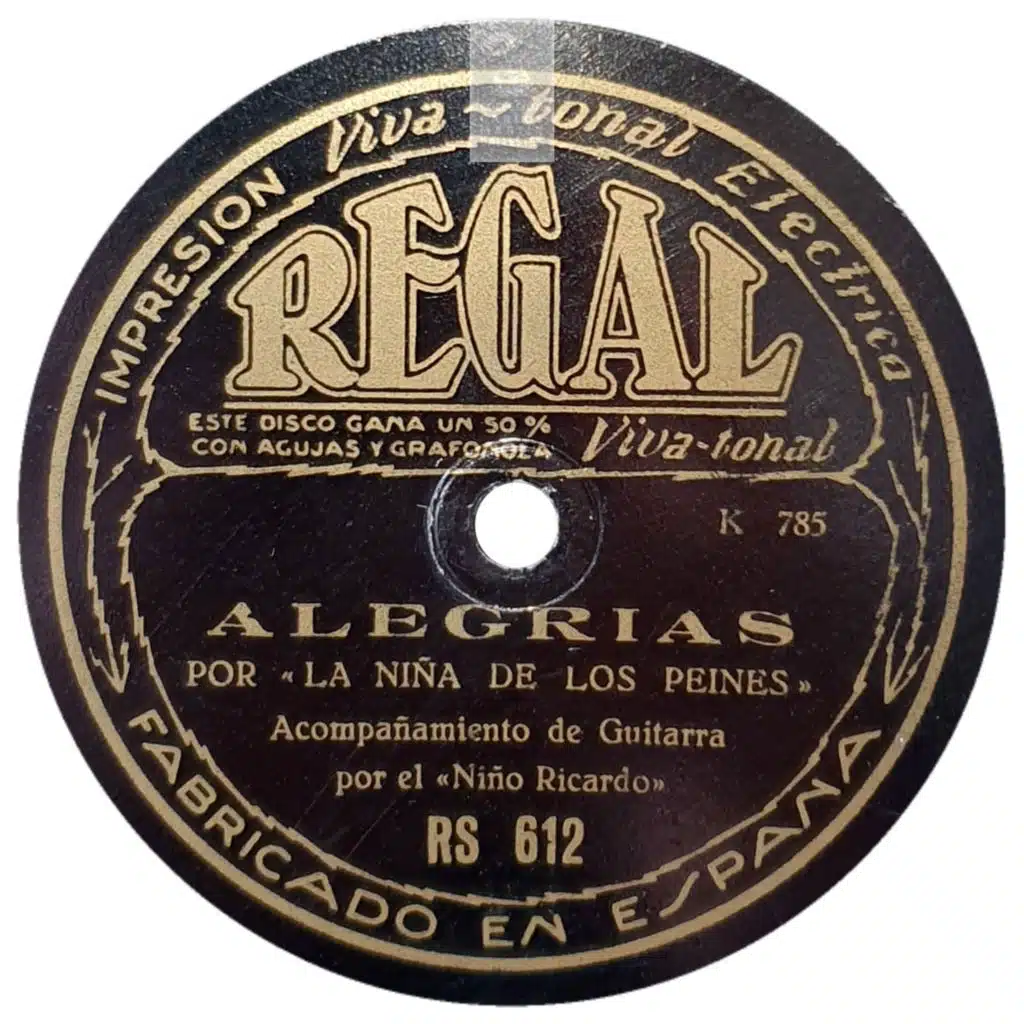 IMPRESION Viva~tonal Electrica
REGAL
ESTE DISCO GANA UN 50 %
CON AGUJAS Y GRAFONOLA
Viva-tonal
K 785
ALEGRIAS
POR «LA NIÑA DE LOS PEINES»
Acompañamiento de Guitarra
por el «Niño Ricardo»
RS 612
FABRICADO EN ESPAÑA